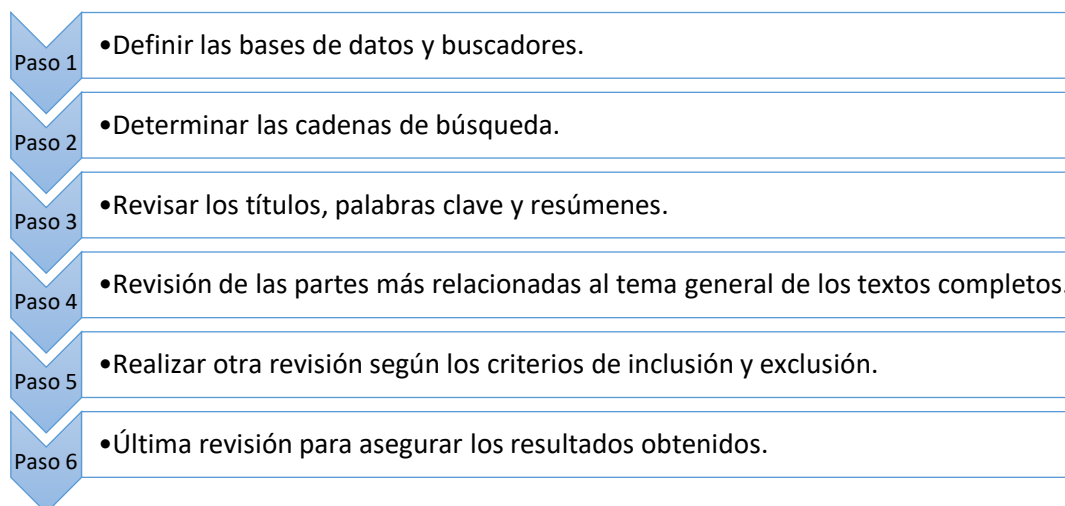 Paso 1
•Definir las bases de datos y buscadores.
Paso 2
•Determinar las cadenas de búsqueda.
Paso 3
•Revisar los títulos, palabras clave y resúmenes.
Paso 4
•Revisión de las partes más relacionadas al tema general de los textos completos.
Paso 5
•Realizar otra revisión según los criterios de inclusión y exclusión.
Paso 6
•Última revisión para asegurar los resultados obtenidos.